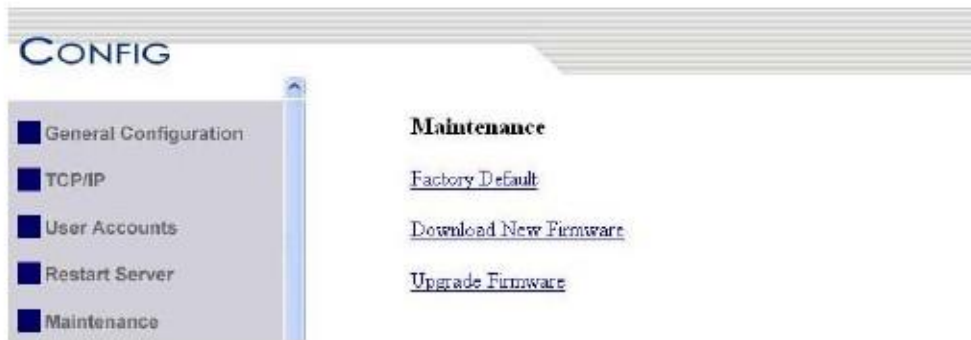 CONFIG
General Configuration
TCP/IP
User Accounts
Restart Server
Maintenance
Maintenance
Factory Default
Download New Firmware
Upgrade Firmware